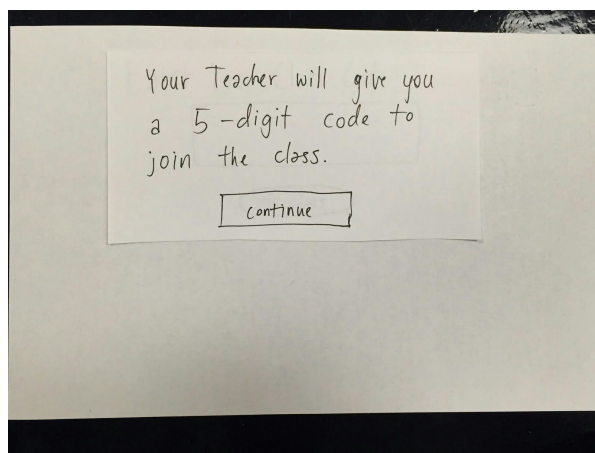 Your Teacher will give you
a 5-digit code to
join the class.
continue